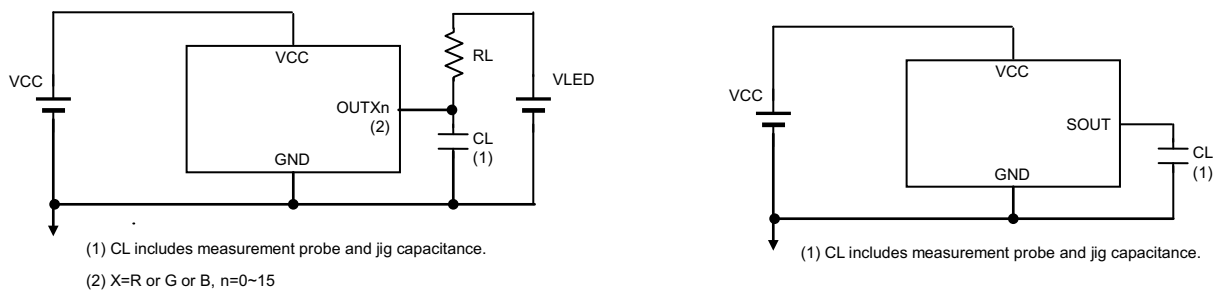 VCC
VCC
OUTXn
(2)
GND
RL
CL
(1)
VLED
(1) CL includes measurement probe and jig capacitance.
(2) X=R or G or B, n=0~15
VCC
VCC
SOUT
GND
CL
(1)
(1) CL includes measurement probe and jig capacitance.